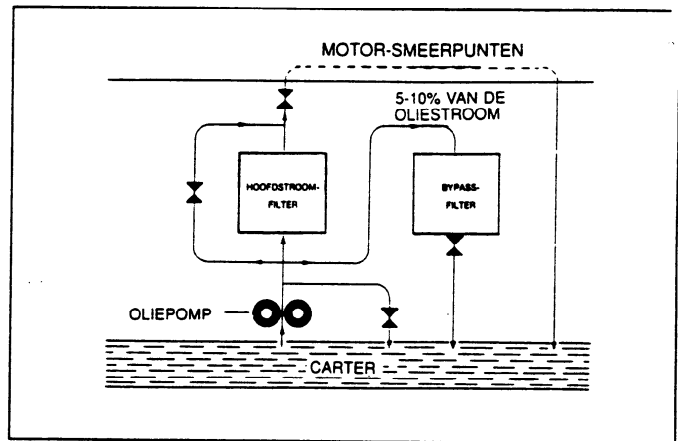 MOTOR-SMEERPUNTEN
5-10% VAN DE
OLIESTROOM
HOOFDSTROOM-
FILTER
BYPASS-
FILTER
OLIEPOMP
CARTER